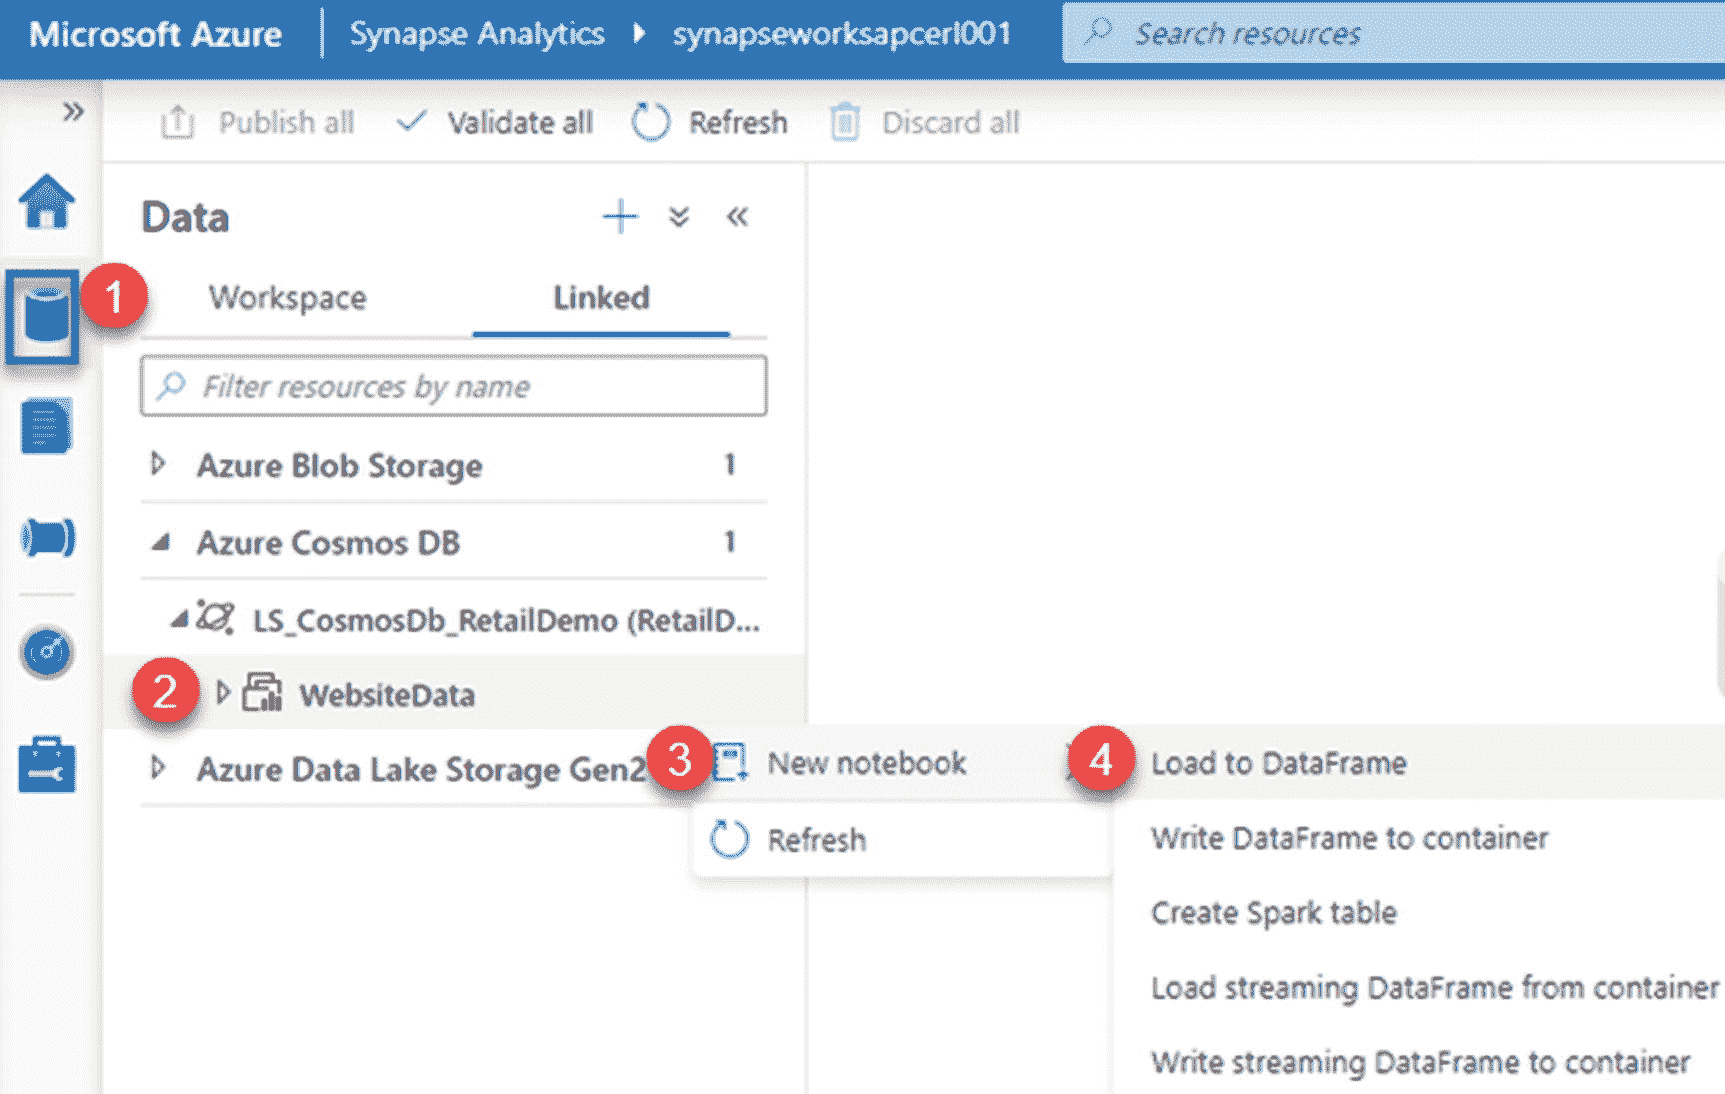 Microsoft Azure | Synapse Analytics ▸ synapseworksapcerl001 Search resources
» Publish all Validate all Refresh Discard all
Data
1 Workspace Linked
Filter resources by name
Azure Blob Storage 1
Azure Cosmos DB 1
LS_CosmosDb_RetailDemo (RetailD...
2 WebsiteData
Azure Data Lake Storage Gen2
3 New notebook
Refresh
4 Load to DataFrame
Write DataFrame to container
Create Spark table
Load streaming DataFrame from container
Write streaming DataFrame to container